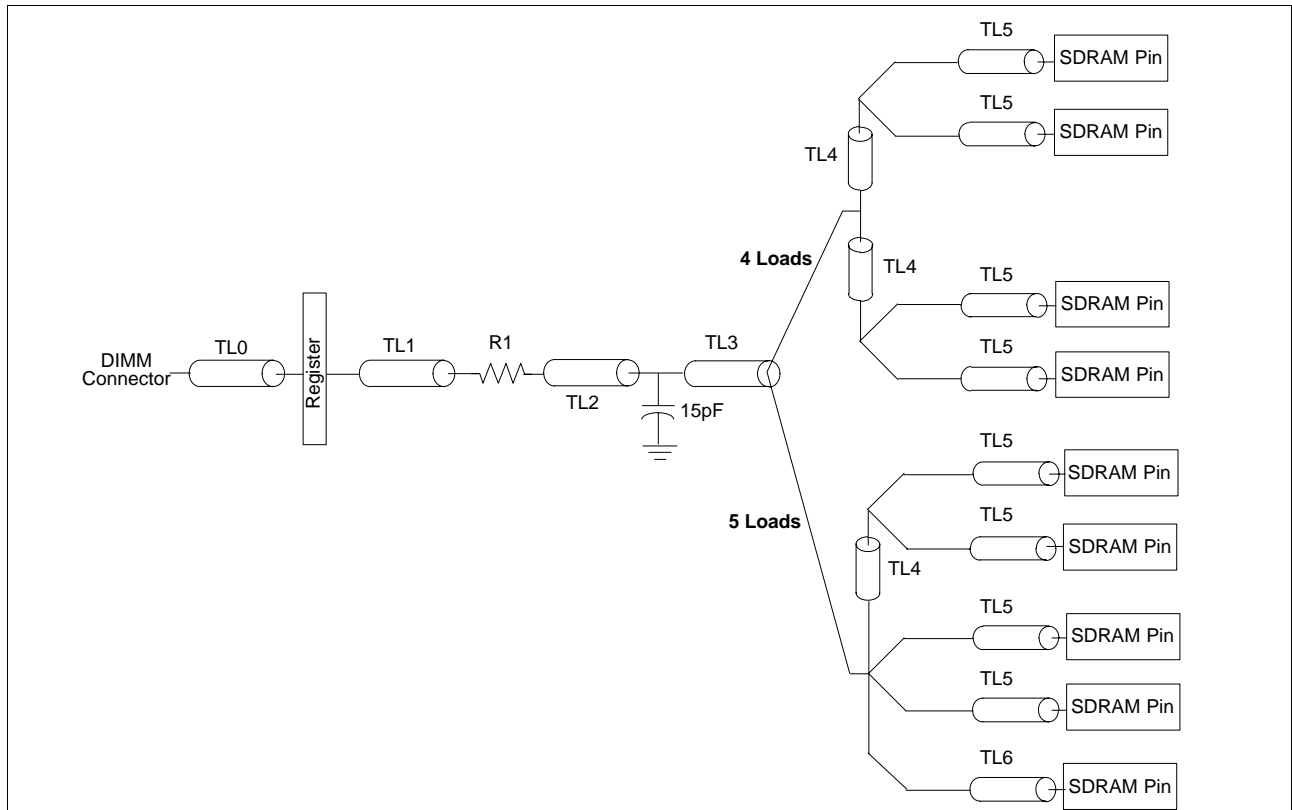 TL5
SDRAM Pin
TL5
SDRAM Pin
TL4
4 Loads
TL4
TL5
SDRAM Pin
TL5
SDRAM Pin
DIMM
Connector
TL0
Register
TL1
R1
TL2
15pF
TL3
5 Loads
TL5
SDRAM Pin
TL5
SDRAM Pin
TL4
TL5
SDRAM Pin
TL5
SDRAM Pin
TL6
SDRAM Pin